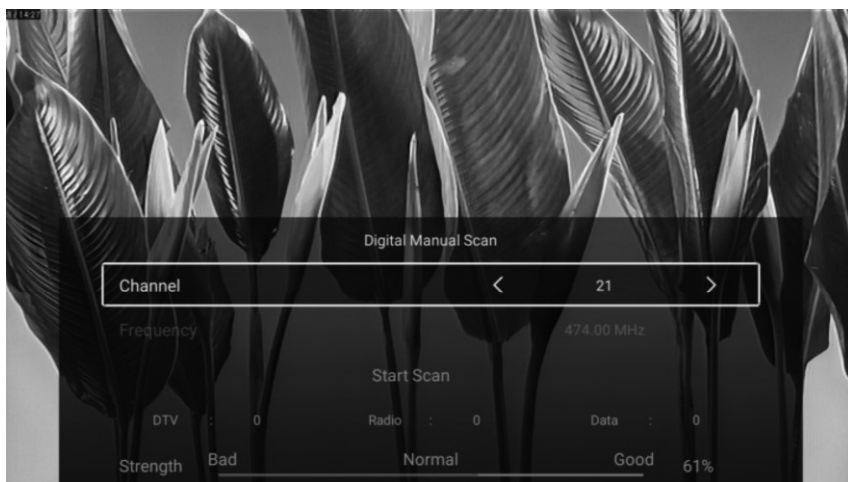 Digital Manual Scan
Channel < 21 >
Frequency 474.00 MHz
Start Scan
DTV : 0 Radio : 0 Data : 0
Strength Bad Normal Good 61%